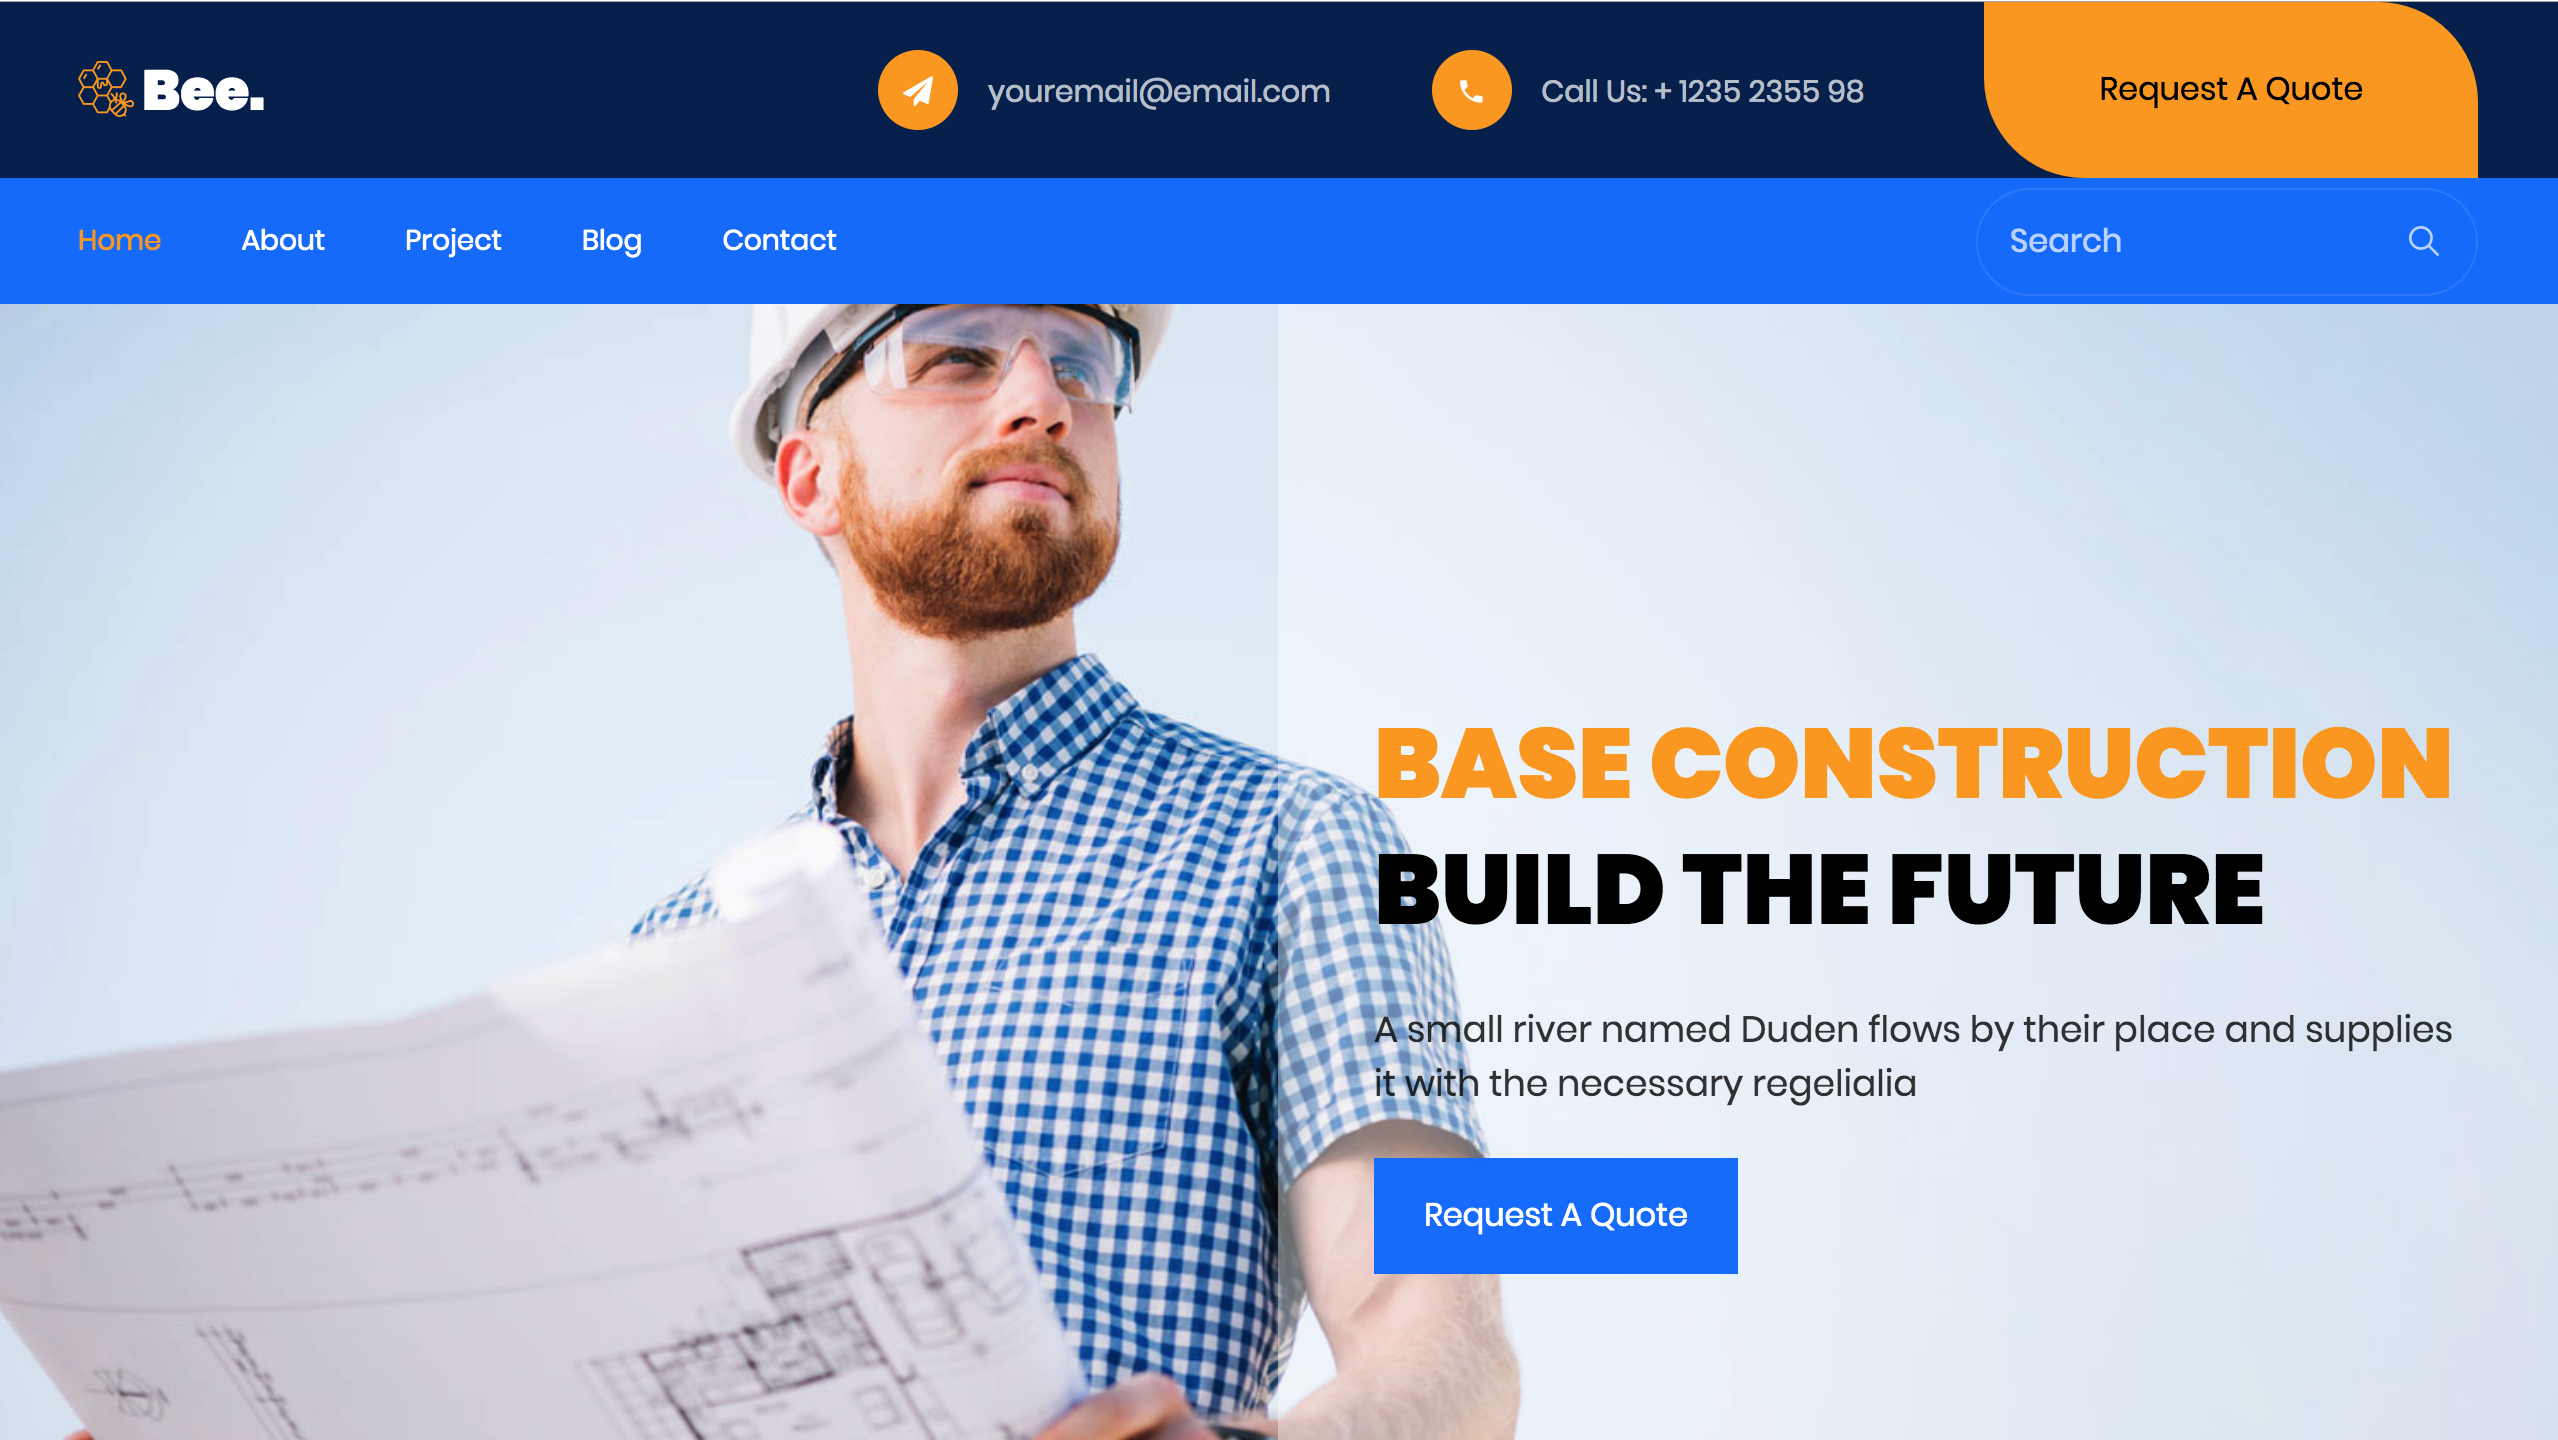 Bee.
youremail@email.com
Call Us: + 1235 2355 98
Request A Quote
Home
About
Project
Blog
Contact
Search
BASE CONSTRUCTION
BUILD THE FUTURE
A small river named Duden flows by their place and supplies
it with the necessary regelialia
Request A Quote